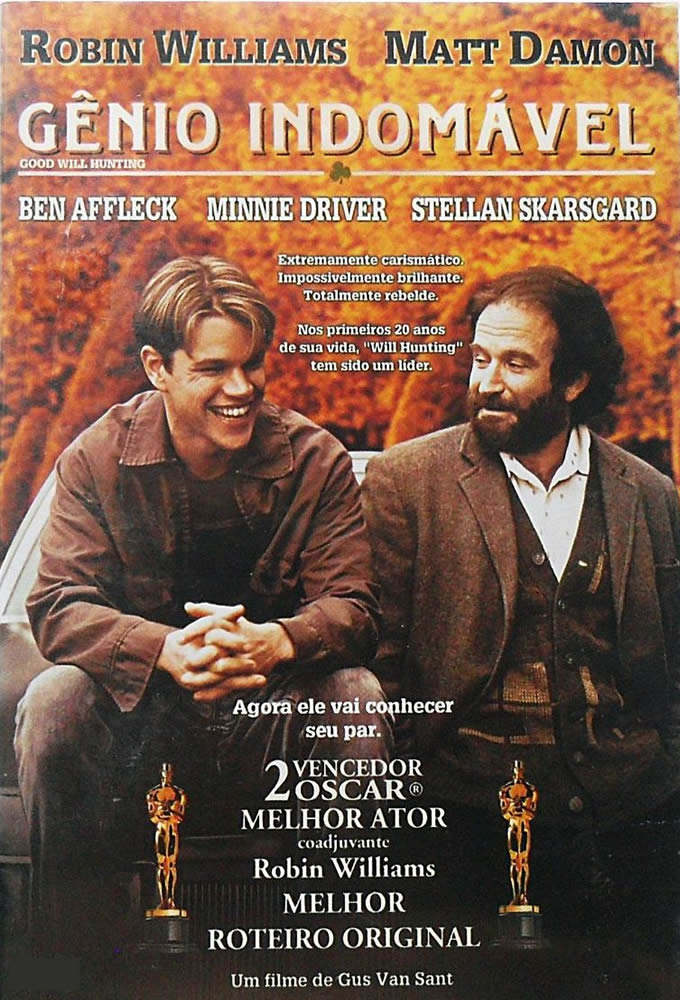 ROBIN WILLIAMS MATT DAMON
GÊNIO INDOMÁVEL
GOOD WILL HUNTING
BEN AFFLECK MINNIE DRIVER STELLAN SKARSGARD
Extremamente carismático.
Impossivelmente brilhante.
Totalmente rebelde.
Nos primeiros 20 anos
de sua vida, "Will Hunting"
tem sido um líder.
Agora ele vai conhecer
seu par.
2 VENCEDOR
OSCAR ®
MELHOR ATOR
coadjuvante
Robin Williams
MELHOR
ROTEIRO ORIGINAL
Um filme de Gus Van Sant